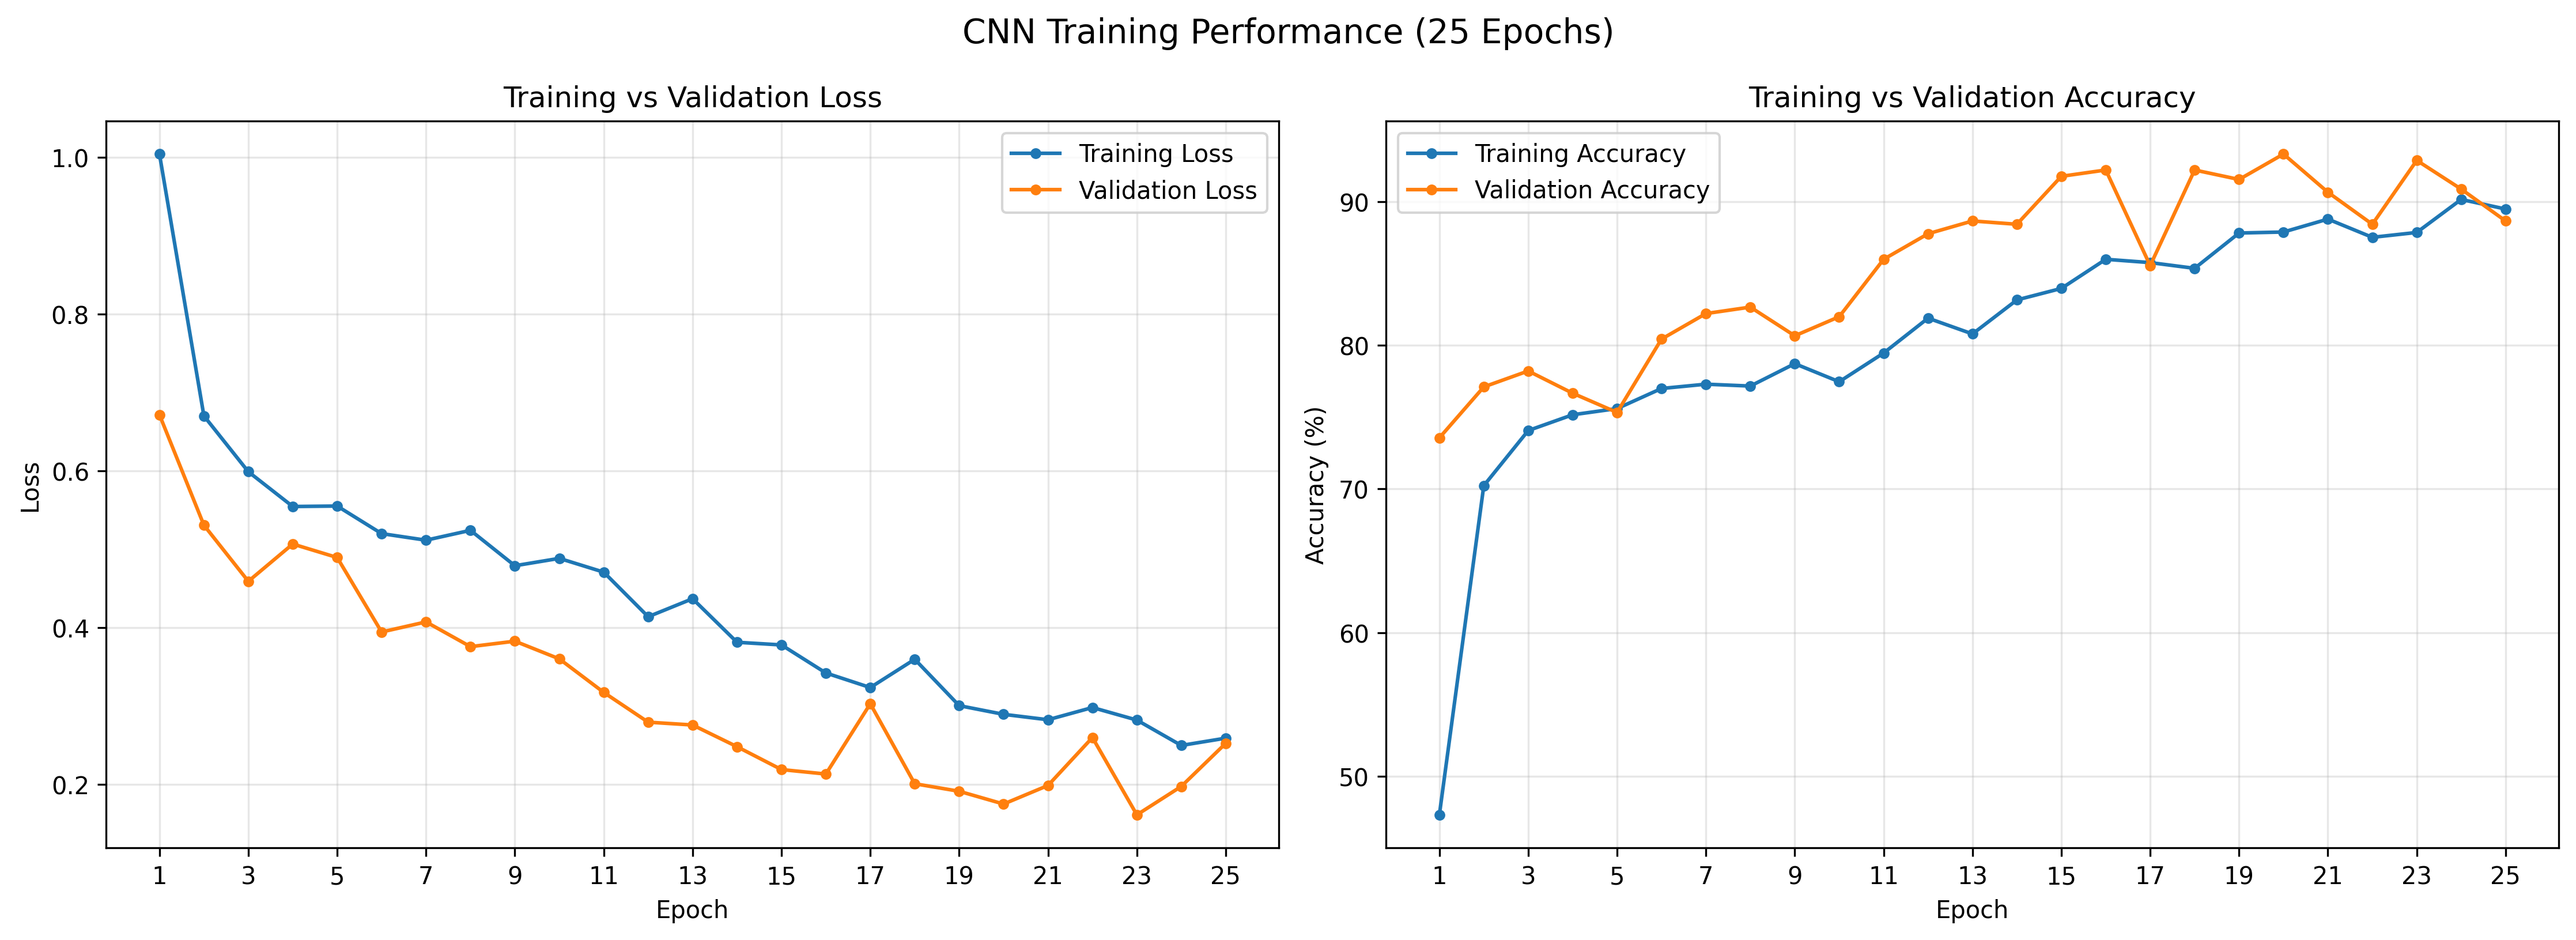 CNN Training Performance (25 Epochs)
Training vs Validation Loss
Training Loss
Validation Loss
1.0
0.8
0.6
0.4
0.2
Loss
1 3 5 7 9 11 13 15 17 19 21 23 25
Epoch
Training vs Validation Accuracy
Training Accuracy
Validation Accuracy
90
80
70
60
50
Accuracy (%)
1 3 5 7 9 11 13 15 17 19 21 23 25
Epoch